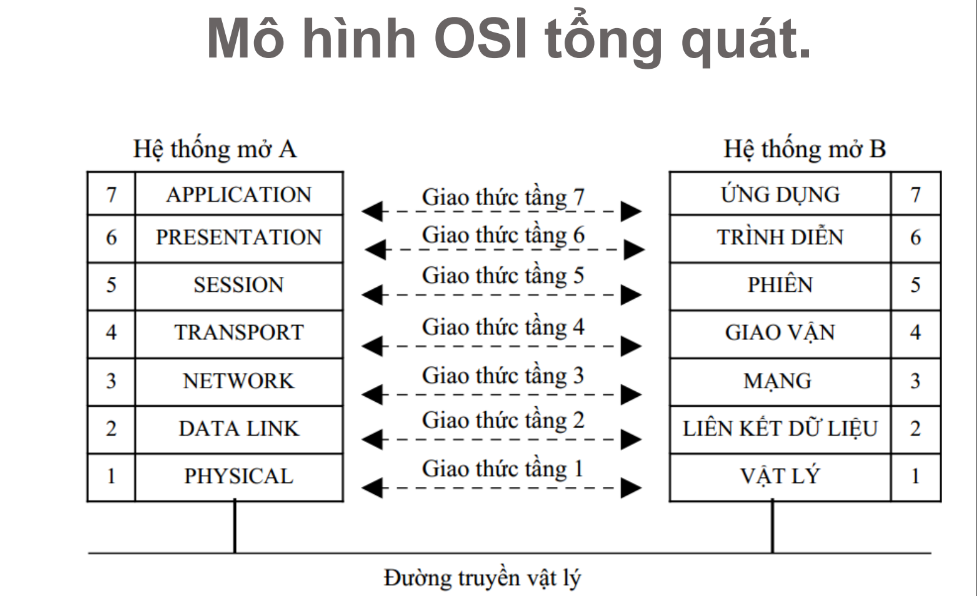 Mô hình OSI tổng quát.
Hệ thống mở A
Hệ thống mở B
7 APPLICATION Giao thức tầng 7 ỨNG DỤNG 7
6 PRESENTATION Giao thức tầng 6 TRÌNH DIỄN 6
5 SESSION Giao thức tầng 5 PHIÊN 5
4 TRANSPORT Giao thức tầng 4 GIAO VẬN 4
3 NETWORK Giao thức tầng 3 MẠNG 3
2 DATA LINK Giao thức tầng 2 LIÊN KẾT DỮ LIỆU 2
1 PHYSICAL Giao thức tầng 1 VẬT LÝ 1
Đường truyền vật lý